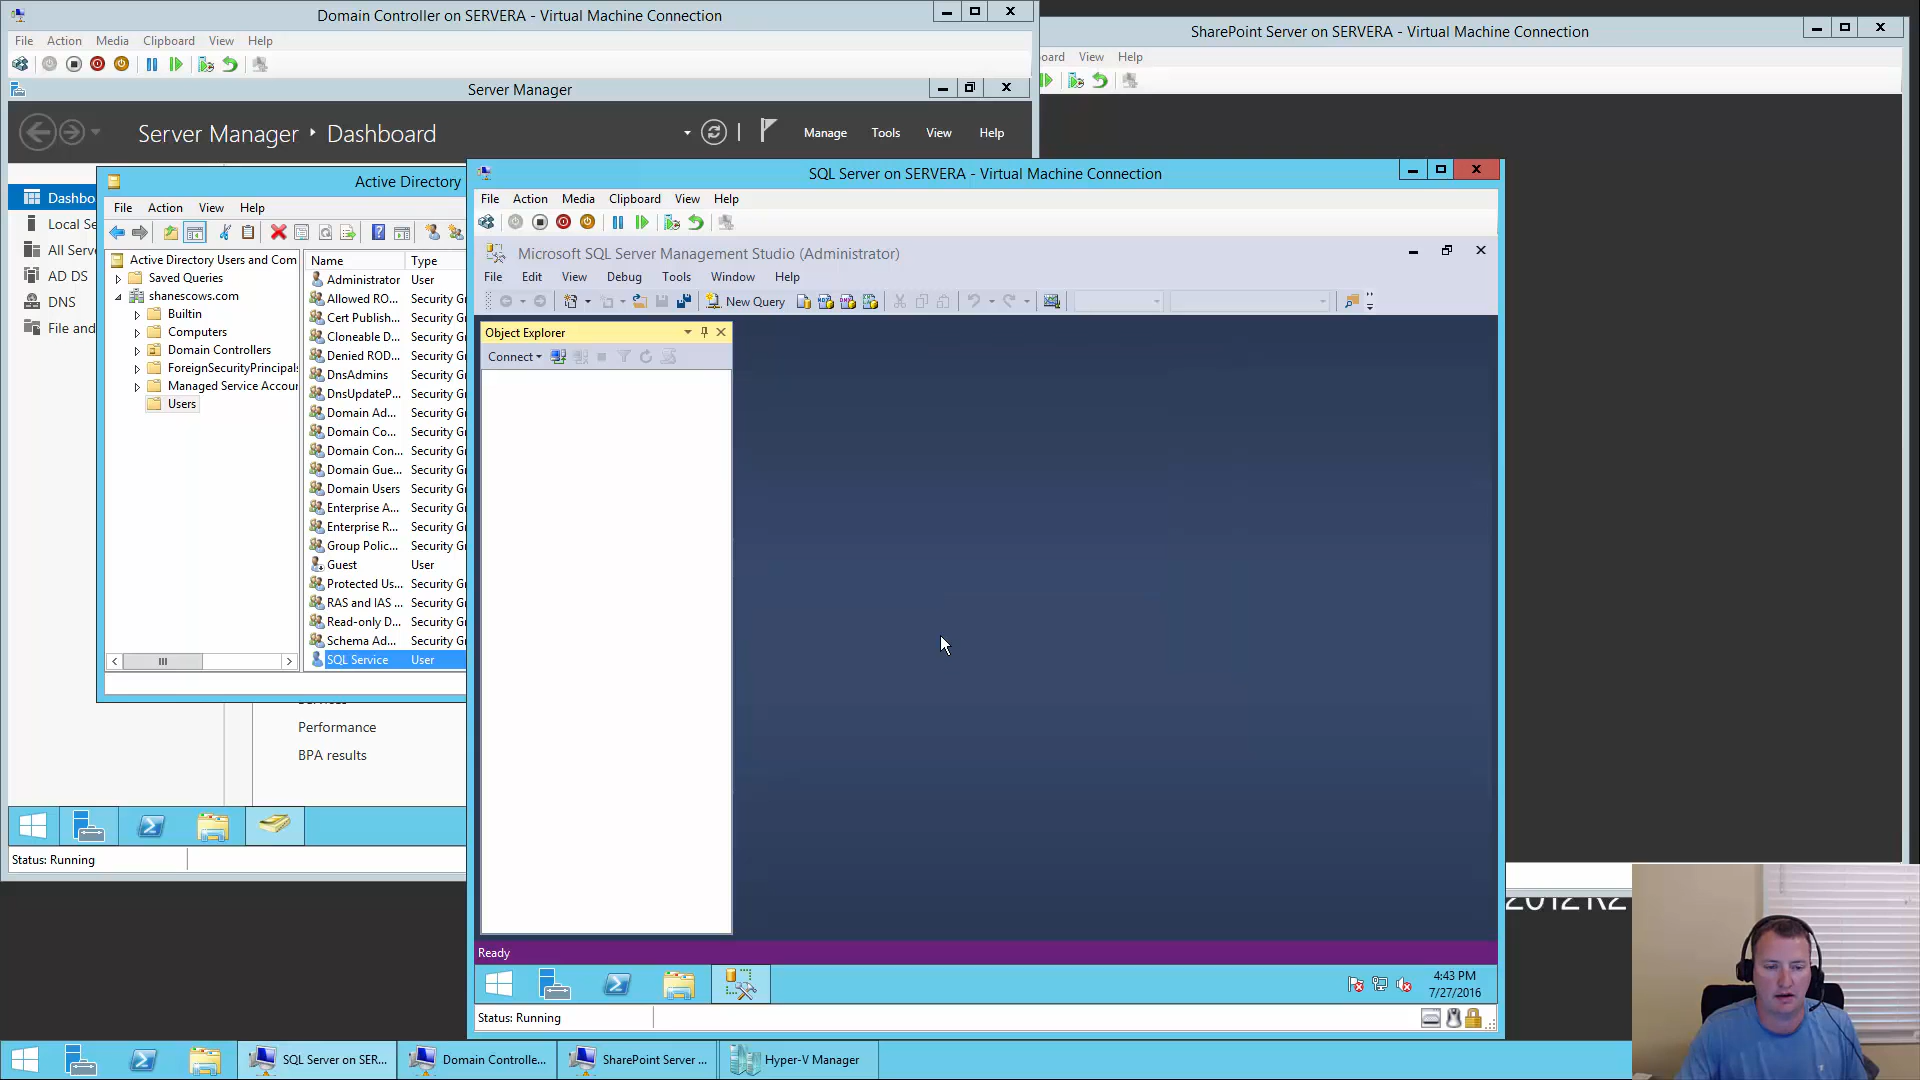 Domain Controller on SERVERA - Virtual Machine Connection
File Action Media Clipboard View Help
Server Manager
Server Manager Dashboard
Manage Tools View Help
SharePoint Server on SERVERA - Virtual Machine Connection
oard View Help
Dashbo
Local Se
All Serve
AD DS
DNS
File and
Active Directory
File Action View Help
Active Directory Users and Com
Saved Queries
shanescows.com
Builtin
Computers
Domain Controllers
ForeignSecurityPrincipals
Managed Service Accour
Users
Name Type
Administrator User
Allowed RO... Security Gr
Cert Publish... Security Gr
Cloneable D... Security Gr
Denied ROD... Security Gr
DnsAdmins Security Gr
DnsUpdateP... Security Gr
Domain Ad... Security Gr
Domain Co... Security Gr
Domain Con... Security Gr
Domain Gue... Security Gr
Domain Users Security Gr
Enterprise A... Security Gr
Enterprise R... Security Gr
Group Polic... Security Gr
Guest User
Protected Us... Security Gr
RAS and IAS ... Security Gr
Read-only D... Security Gr
Schema Ad... Security Gr
SQL Service User
Performance
BPA results
Status: Running
SQL Server on SERVERA - Virtual Machine Connection
File Action Media Clipboard View Help
Microsoft SQL Server Management Studio (Administrator)
File Edit View Debug Tools Window Help
New Query
Object Explorer
Connect
Ready
4:43 PM
7/27/2016
Status: Running
2012 R2
SQL Server on SER... Domain Controlle... SharePoint Server ... Hyper-V Manager